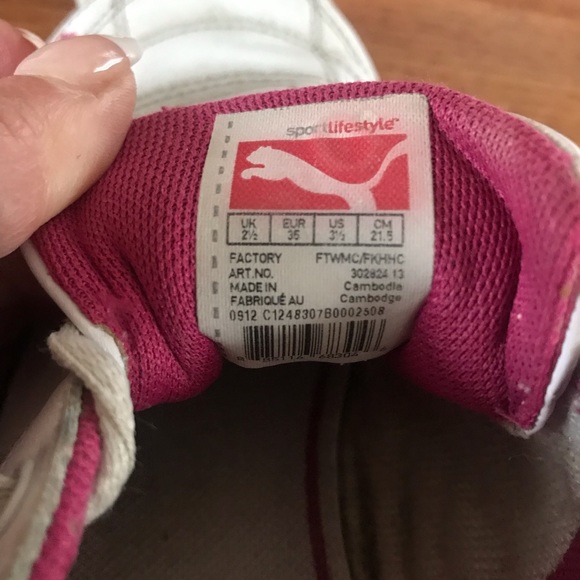 sportlifestyle™
UK EUR US CM
2½ 35 3½ 21.5
FACTORY FTWMC/FKHHC
ART.NO. 302824 13
MADE IN Cambodia
FABRIQUÉ AU Cambodge
0912 C1248307B0002508